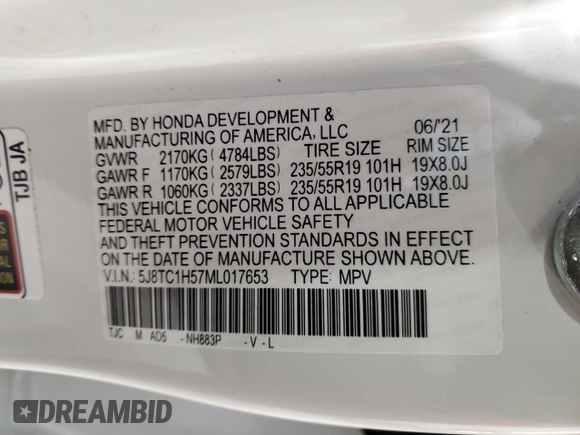 MFD. BY HONDA DEVELOPMENT &
MANUFACTURING OF AMERICA, LLC 06/'21
GVWR 2170KG ( 4784LBS) TIRE SIZE RIM SIZE
GAWR F 1170KG ( 2579LBS) 235/55R19 101H 19X8.0J
GAWR R 1060KG ( 2337LBS) 235/55R19 101H 19X8.0J
THIS VEHICLE CONFORMS TO ALL APPLICABLE
FEDERAL MOTOR VEHICLE SAFETY
AND THEFT PREVENTION STANDARDS IN EFFECT
ON THE DATE OF MANUFACTURE SHOWN ABOVE.
V.I.N.: 5J8TC1H57ML017653 TYPE: MPV
TJC M AD5 -NH883P -V-L
TJB JA
DREAMBID